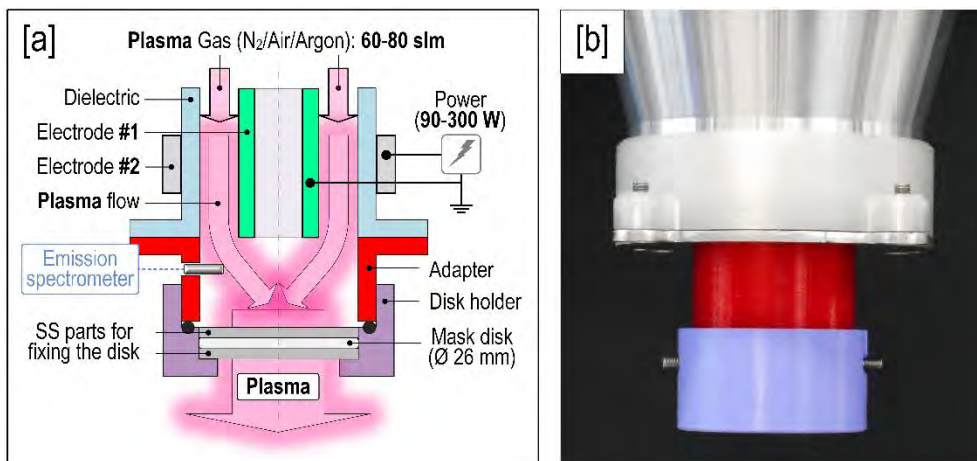 [a]
Plasma Gas (N₂/Air/Argon): 60-80 slm
Dielectric
Electrode #1
Electrode #2
Plasma flow
Emission
spectrometer
SS parts for
fixing the disk
Power
(90-300 W)
Adapter
Disk holder
Mask disk
(Ø 26 mm)
Plasma
[b]